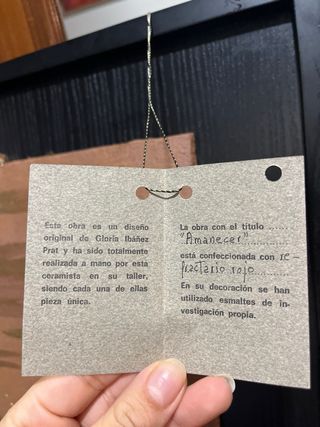 Esta obra es un diseño
original de Gloria Ibáñez
Prat y ha sido totalmente
realizada a mano por esta
ceramista en su taller,
siendo cada una de ellas
pieza única.
La obra con el título ......
"Amanecer"
está confeccionada con re-
fractario rojo
En su decoración se han
utilizado esmaltes de in-
vestigación propia.